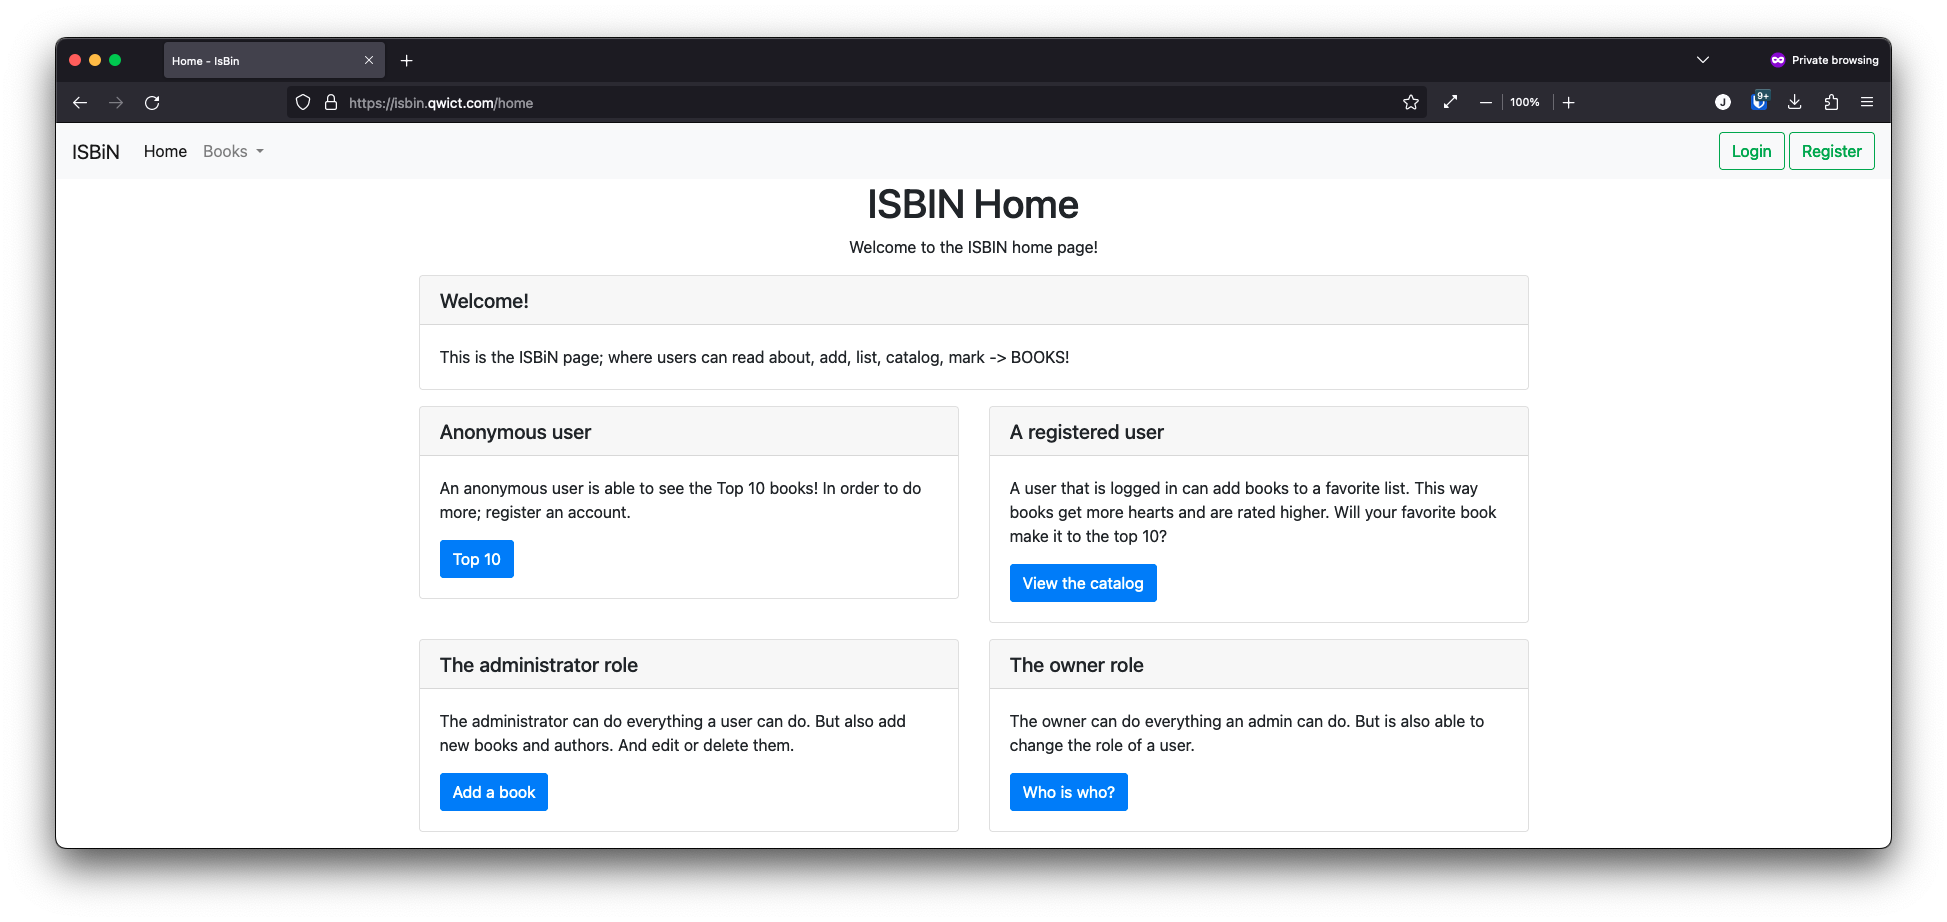 Home - IsBin
Private browsing
https://isbin.qwict.com/home
100%
J
9+
ISBiN
Home
Books
Login
Register
ISBIN Home
Welcome to the ISBIN home page!
Welcome!
This is the ISBiN page; where users can read about, add, list, catalog, mark -> BOOKS!
Anonymous user
An anonymous user is able to see the Top 10 books! In order to do
more; register an account.
Top 10
A registered user
A user that is logged in can add books to a favorite list. This way
books get more hearts and are rated higher. Will your favorite book
make it to the top 10?
View the catalog
The administrator role
The administrator can do everything a user can do. But also add
new books and authors. And edit or delete them.
Add a book
The owner role
The owner can do everything an admin can do. But is also able to
change the role of a user.
Who is who?